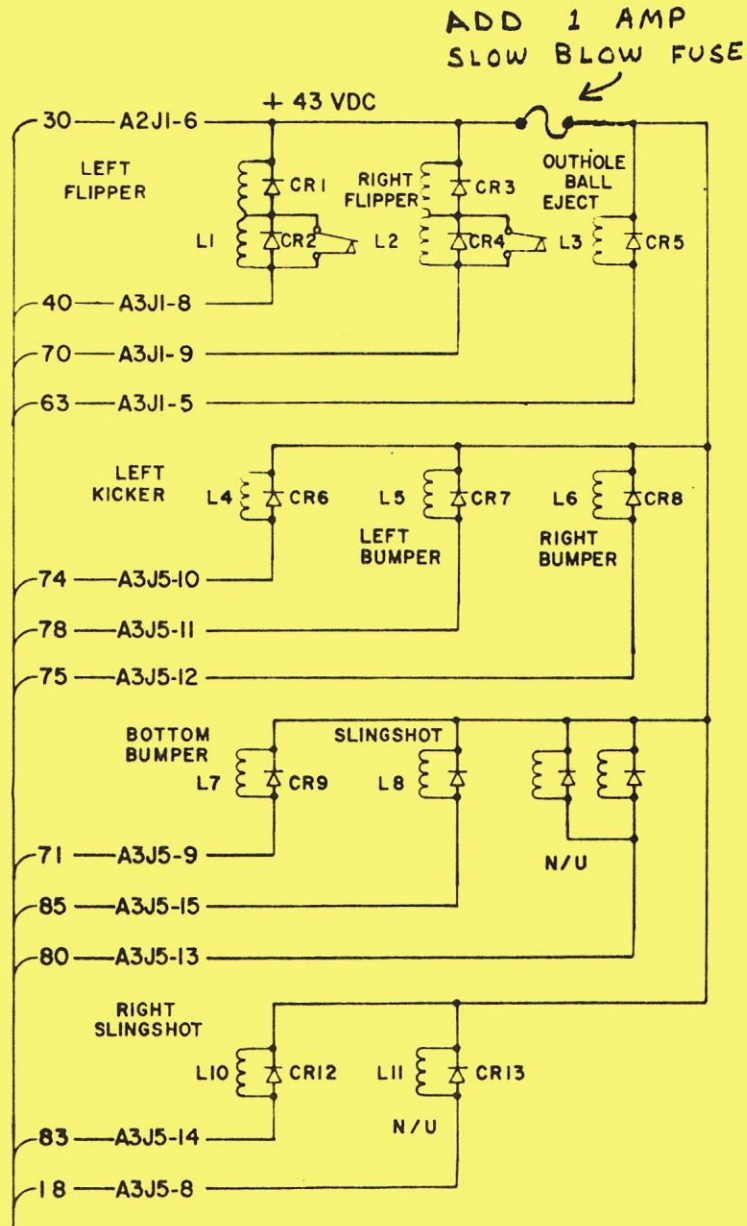 ADD 1 AMP
SLOW BLOW FUSE
+ 43 VDC
30 A2J1-6
LEFT
FLIPPER
CR1
RIGHT
FLIPPER
CR3
OUTHOLE
BALL
EJECT
L1
CR2
L2
CR4
L3
CR5
40 A3J1-8
70 A3J1-9
63 A3J1-5
LEFT
KICKER
L4
CR6
L5
CR7
L6
CR8
LEFT
BUMPER
RIGHT
BUMPER
74 A3J5-10
78 A3J5-11
75 A3J5-12
BOTTOM
BUMPER
SLINGSHOT
L7
CR9
L8
N/U
71 A3J5-9
85 A3J5-15
80 A3J5-13
RIGHT
SLINGSHOT
L10
CR12
L11
CR13
N/U
83 A3J5-14
18 A3J5-8